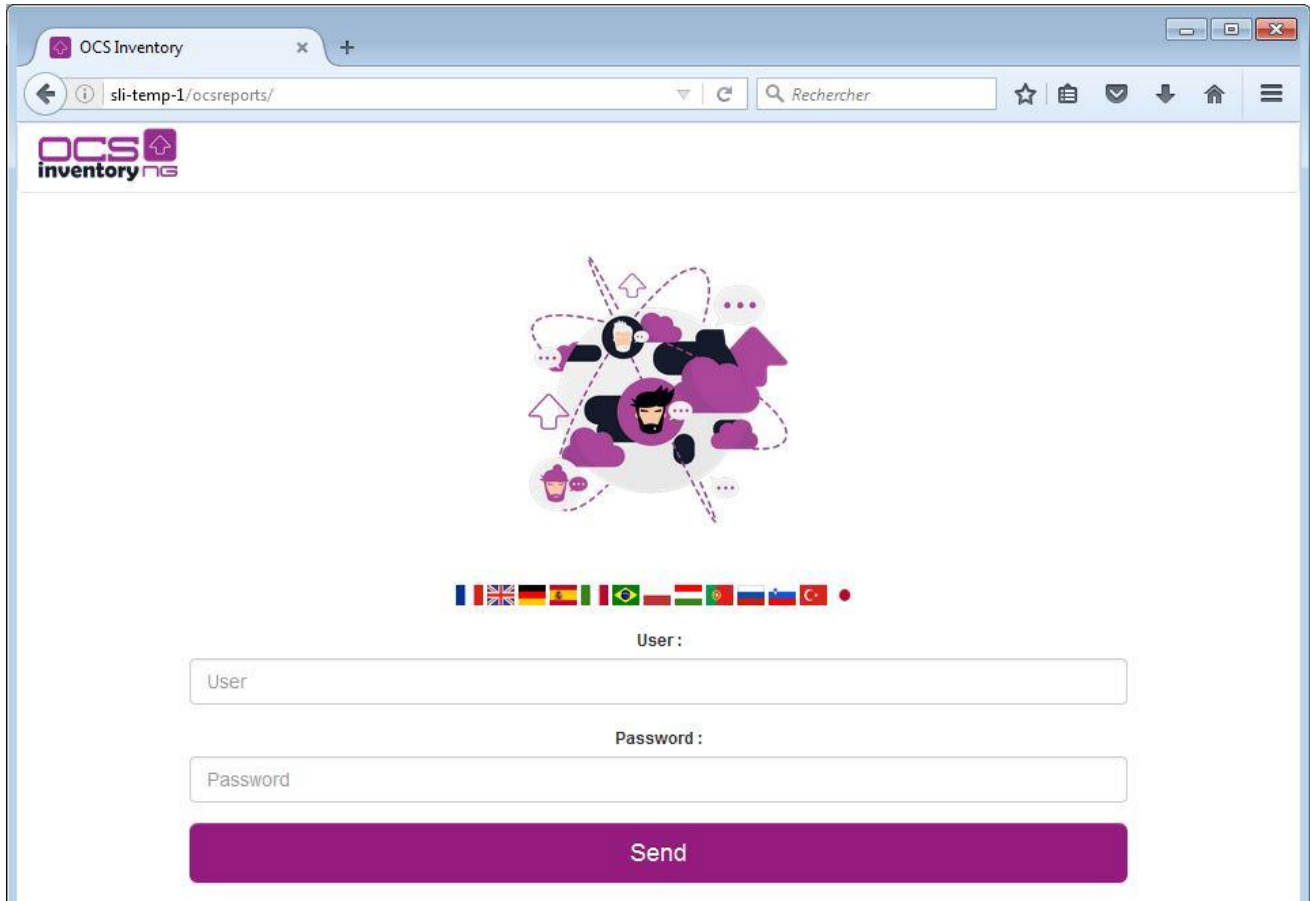 OCS Inventory
sli-temp-1/ocsreports/
Rechercher
OCS
inventory NG
User :
User
Password :
Password
Send